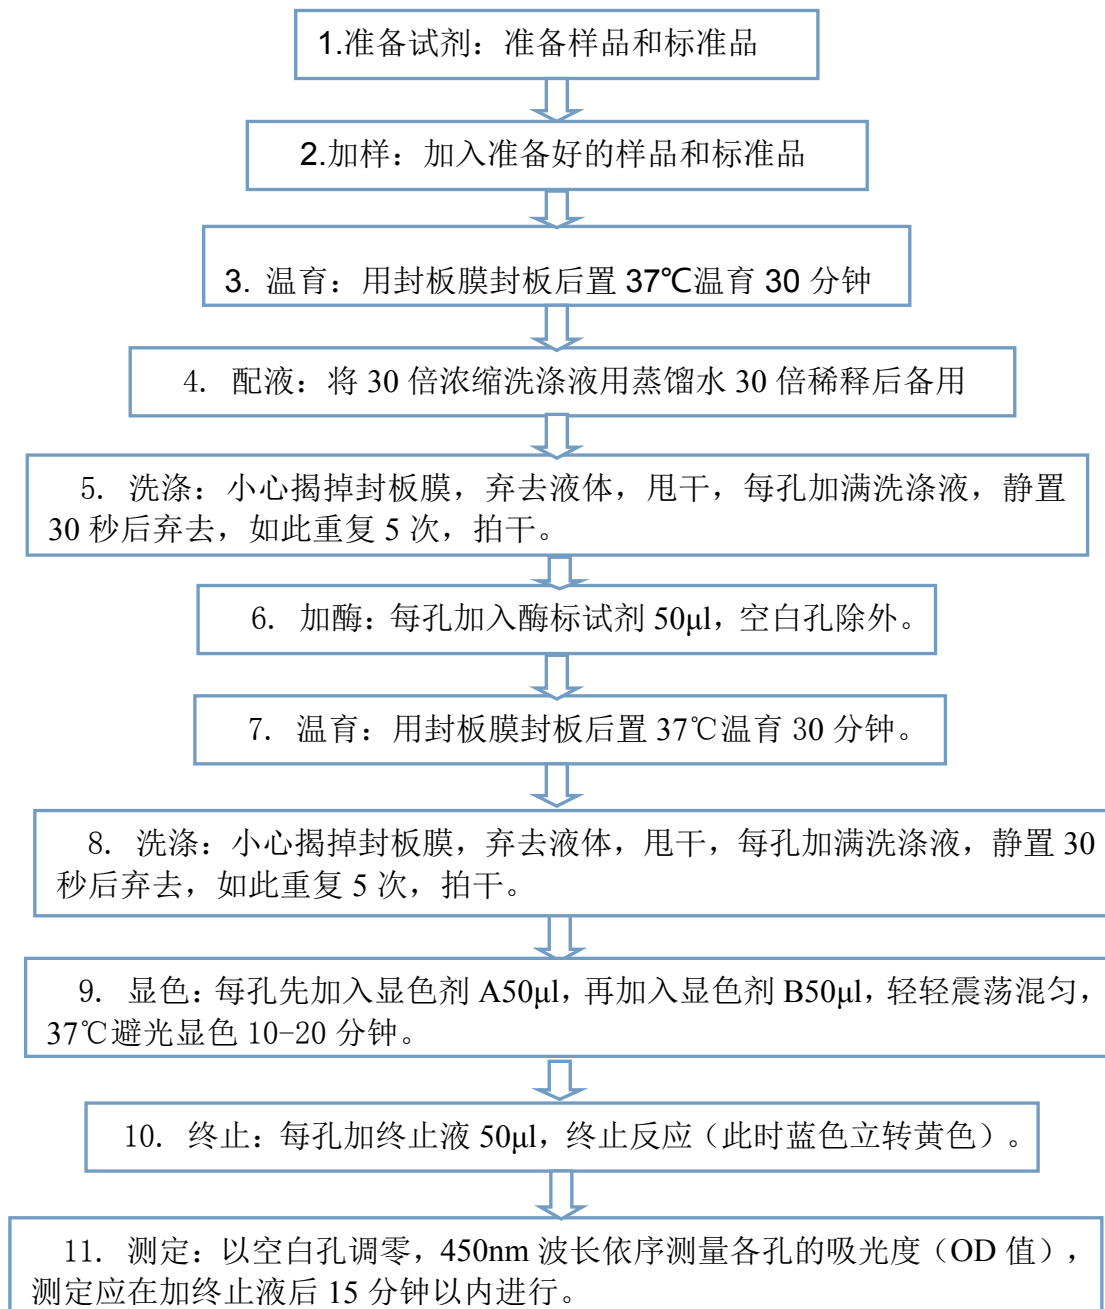 1.准备试剂：准备样品和标准品
2.加样：加入准备好的样品和标准品
3. 温育：用封板膜封板后置 37℃温育 30 分钟
4. 配液：将 30 倍浓缩洗涤液用蒸馏水 30 倍稀释后备用
5. 洗涤：小心揭掉封板膜，弃去液体，甩干，每孔加满洗涤液，静置
30 秒后弃去，如此重复 5 次，拍干。
6. 加酶：每孔加入酶标试剂 50μl，空白孔除外。
7. 温育：用封板膜封板后置 37℃温育 30 分钟。
8. 洗涤：小心揭掉封板膜，弃去液体，甩干，每孔加满洗涤液，静置 30
秒后弃去，如此重复 5 次，拍干。
9. 显色：每孔先加入显色剂 A50μl，再加入显色剂 B50μl，轻轻震荡混匀，
37℃避光显色 10-20 分钟。
10. 终止：每孔加终止液 50μl，终止反应（此时蓝色立转黄色）。
11. 测定：以空白孔调零，450nm 波长依序测量各孔的吸光度（OD 值），
测定应在加终止液后 15 分钟以内进行。